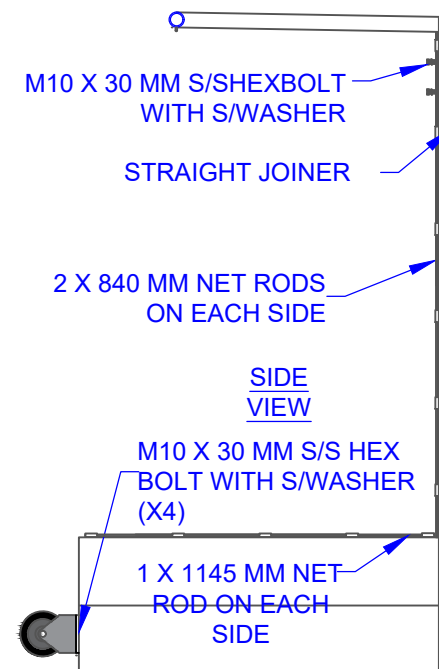 M10 X 30 MM S/SHEXBOLT
WITH S/WASHER
STRAIGHT JOINER
2 X 840 MM NET RODS
ON EACH SIDE
SIDE
VIEW
M10 X 30 MM S/S HEX
BOLT WITH S/WASHER
(X4)
1 X 1145 MM NET
ROD ON EACH
SIDE